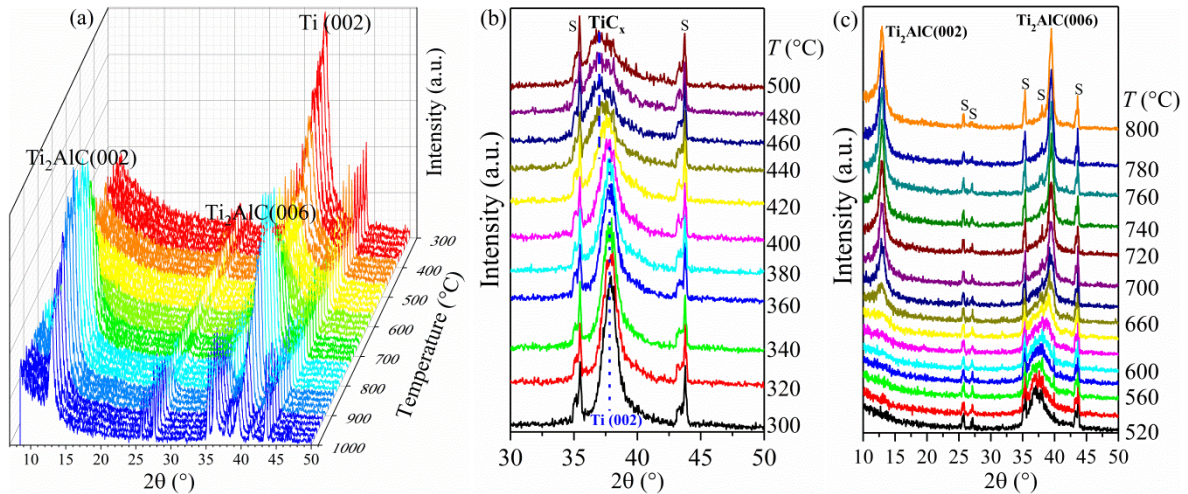 (a)
Ti (002)
Ti₂AlC(002)
Ti₂AlC(006)
Intensity (a.u.)
300
400
500
600
700
800
900
1000
Temperature (°C)
10 15 20 25 30 35 40 45 50
2θ (°)
(b)
S
TiCₓ
S
T (°C)
500
480
460
440
420
400
380
360
340
320
300
Ti (002)
Intensity (a.u.)
30 35 40 45 50
2θ (°)
(c)
Ti₂AlC(002)
Ti₂AlC(006)
S
S
S
S
S
T (°C)
800
780
760
740
720
700
660
600
560
520
Intensity (a.u.)
10 15 20 25 30 35 40 45 50
2θ (°)